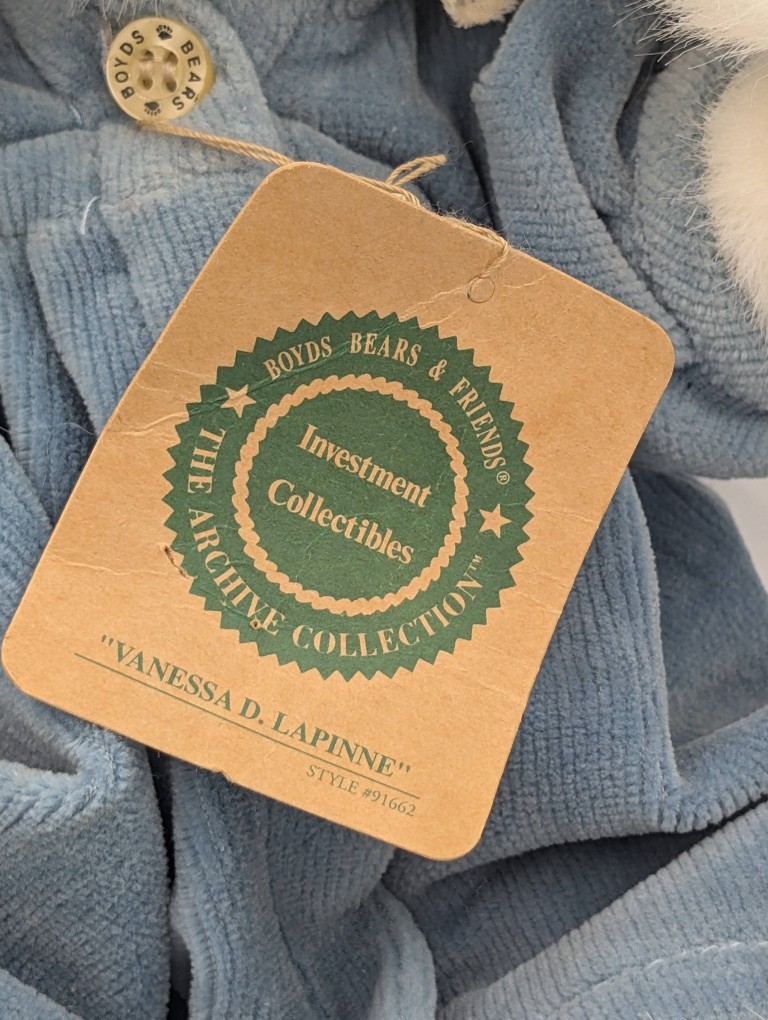 BOYDS BEARS
BOYDS BEARS & FRIENDS®
THE ARCHIVE COLLECTION™
Investment
Collectibles
"VANESSA D. LAPINNE"
STYLE #91662